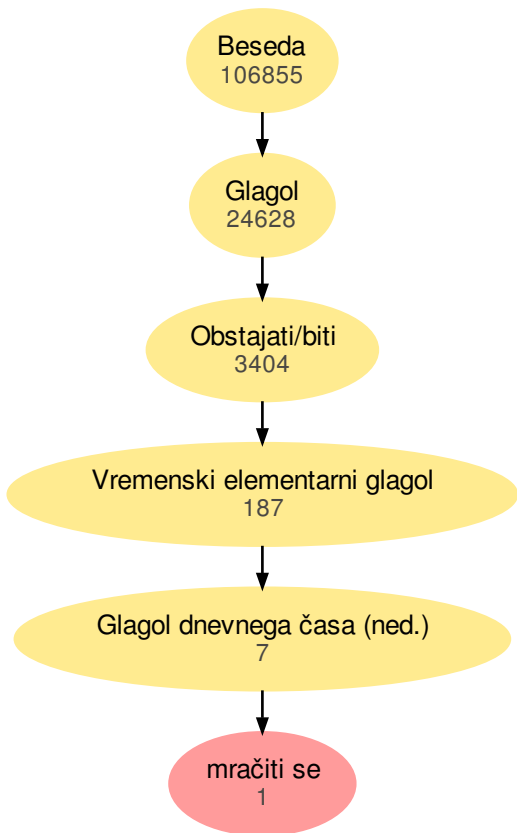 Beseda
106855
Glagol
24628
Obstajati/biti
3404
Vremenski elementarni glagol
187
Glagol dnevnega časa (ned.)
7
mračiti se
1